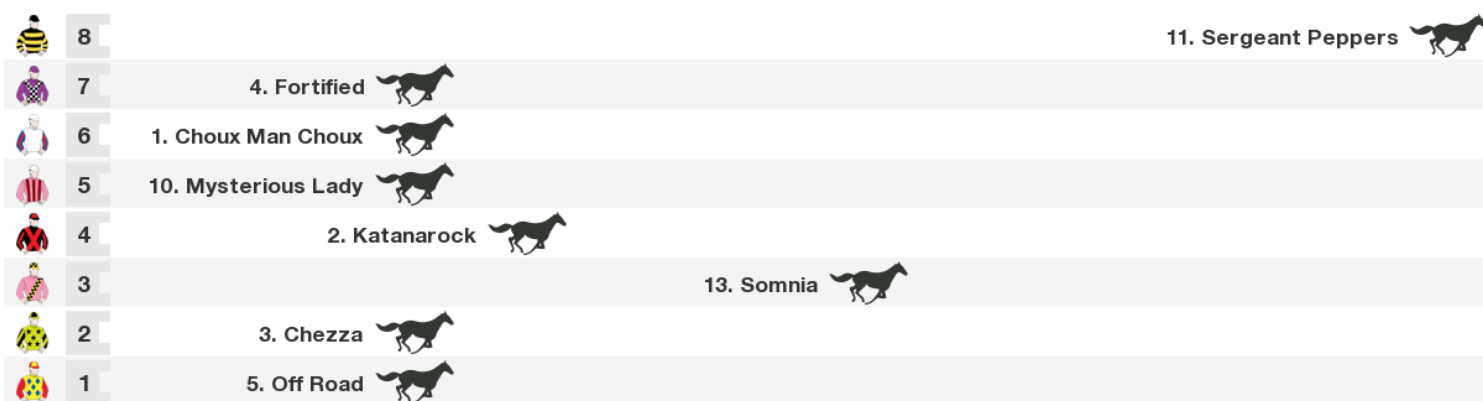 8 11. Sergeant Peppers
7 4. Fortified
6 1. Choux Man Choux
5 10. Mysterious Lady
4 2. Katanarock
3 13. Somnia
2 3. Chezza
1 5. Off Road